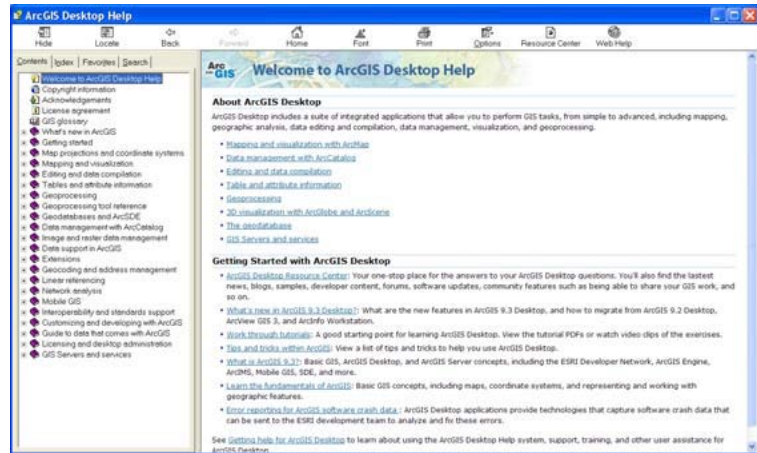 ArcGIS Desktop Help
Hide Locate Back Forward Home Font Print Options Resource Center Web Help
Contents Index Favorites Search
Welcome to ArcGIS Desktop Help
Copyright information
Acknowledgements
License agreement
GIS glossary
What's new in ArcGIS
Getting started
Map projections and coordinate systems
Mapping and visualization
Editing and data compilation
Tables and attribute information
Geoprocessing
Geoprocessing tool reference
Geodatabases and ArcSDE
Data management with ArcCatalog
Image and raster data management
Data support in ArcGIS
Extensions
Geocoding and address management
Linear referencing
Network analysis
Mobile GIS
Interoperability and standards support
Customizing and developing with ArcGIS
Guide to data that comes with ArcGIS
Licensing and desktop administration
GIS Servers and services
Arc GIS Welcome to ArcGIS Desktop Help
About ArcGIS Desktop
ArcGIS Desktop includes a suite of integrated applications that allow you to perform GIS tasks, from simple to advanced, including mapping,
geographic analysis, data editing and compilation, data management, visualization, and geoprocessing.
• Mapping and visualization with ArcMap
• Data management with ArcCatalog
• Editing and data compilation
• Table and attribute information
• Geoprocessing
• 3D visualization with ArcGlobe and ArcScene
• The geodatabase
• GIS Servers and services
Getting Started with ArcGIS Desktop
• ArcGIS Desktop Resource Center: Your one-stop place for the answers to your ArcGIS Desktop questions. You'll also find the lastest
news, blogs, samples, developer content, forums, software updates, community features such as being able to share your GIS work, and
so on.
• What's new in ArcGIS 9.3 Desktop?: What are the new features in ArcGIS 9.3 Desktop, and how to migrate from ArcGIS 9.2 Desktop,
ArcView GIS 3, and ArcInfo Workstation.
• Work through tutorials: A good starting point for learning ArcGIS Desktop. View the tutorial PDFs or watch video clips of the exercises.
• Tips and tricks within ArcGIS: View a list of tips and tricks to help you use ArcGIS Desktop.
• What is ArcGIS 9.3?: Basic GIS, ArcGIS Desktop, and ArcGIS Server concepts, including the ESRI Developer Network, ArcGIS Engine,
ArcIMS, Mobile GIS, SDE, and more.
• Learn the fundamentals of ArcGIS: Basic GIS concepts, including maps, coordinate systems, and representing and working with
geographic features.
• Error reporting for ArcGIS software crash data : ArcGIS Desktop applications provide technologies that capture software crash data that
can be sent to the ESRI development team to analyze and fix these errors.
See Getting help for ArcGIS Desktop to learn about using the ArcGIS Desktop Help system, support, training, and other user assistance for
ArcGIS Desktop.